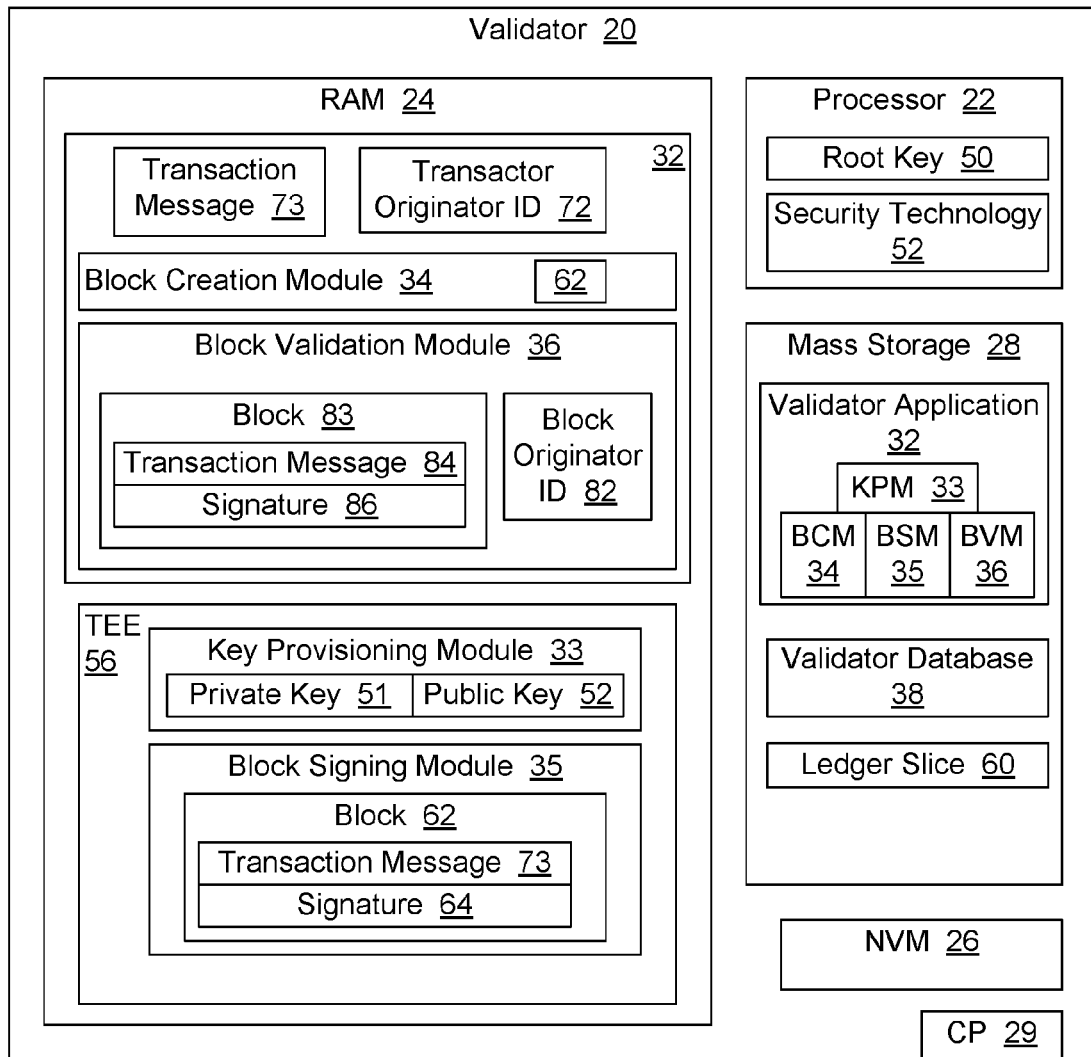 Validator 20
RAM 24
32
Transaction
Message 73
Transactor
Originator ID 72
Block Creation Module 34
62
Block Validation Module 36
Block 83
Transaction Message 84
Signature 86
Block
Originator
ID 82
TEE
56
Key Provisioning Module 33
Private Key 51
Public Key 52
Block Signing Module 35
Block 62
Transaction Message 73
Signature 64
Processor 22
Root Key 50
Security Technology
52
Mass Storage 28
Validator Application
32
KPM 33
BCM
34
BSM
35
BVM
36
Validator Database
38
Ledger Slice 60
NVM 26
CP 29